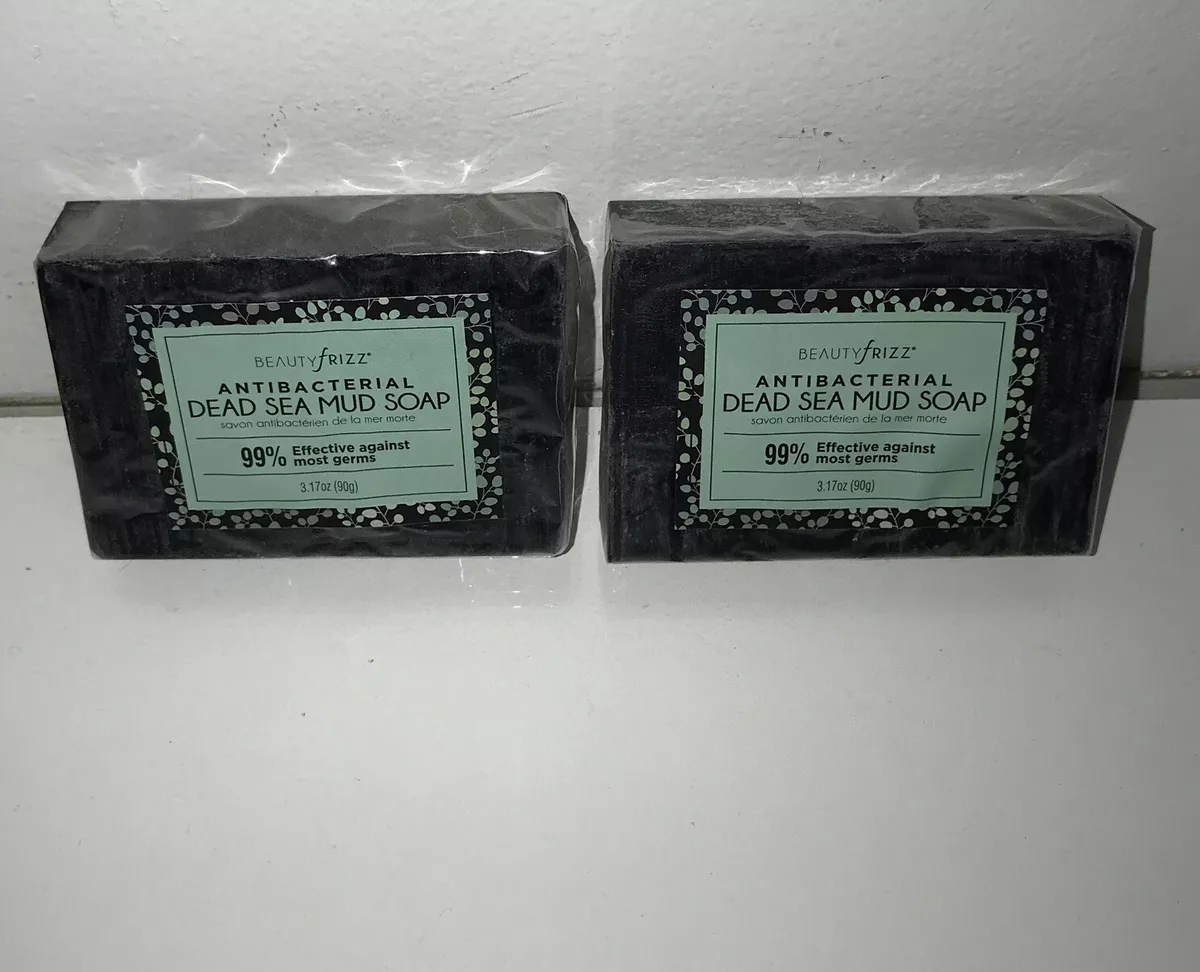 BEAUTYfRIZZ®
ANTIBACTERIAL
DEAD SEA MUD SOAP
savon antibactérien de la mer morte
99% Effective against
most germs
3.17oz (90g)
BEAUTYfRIZZ®
ANTIBACTERIAL
DEAD SEA MUD SOAP
savon antibactérien de la mer morte
99% Effective against
most germs
3.17oz (90g)